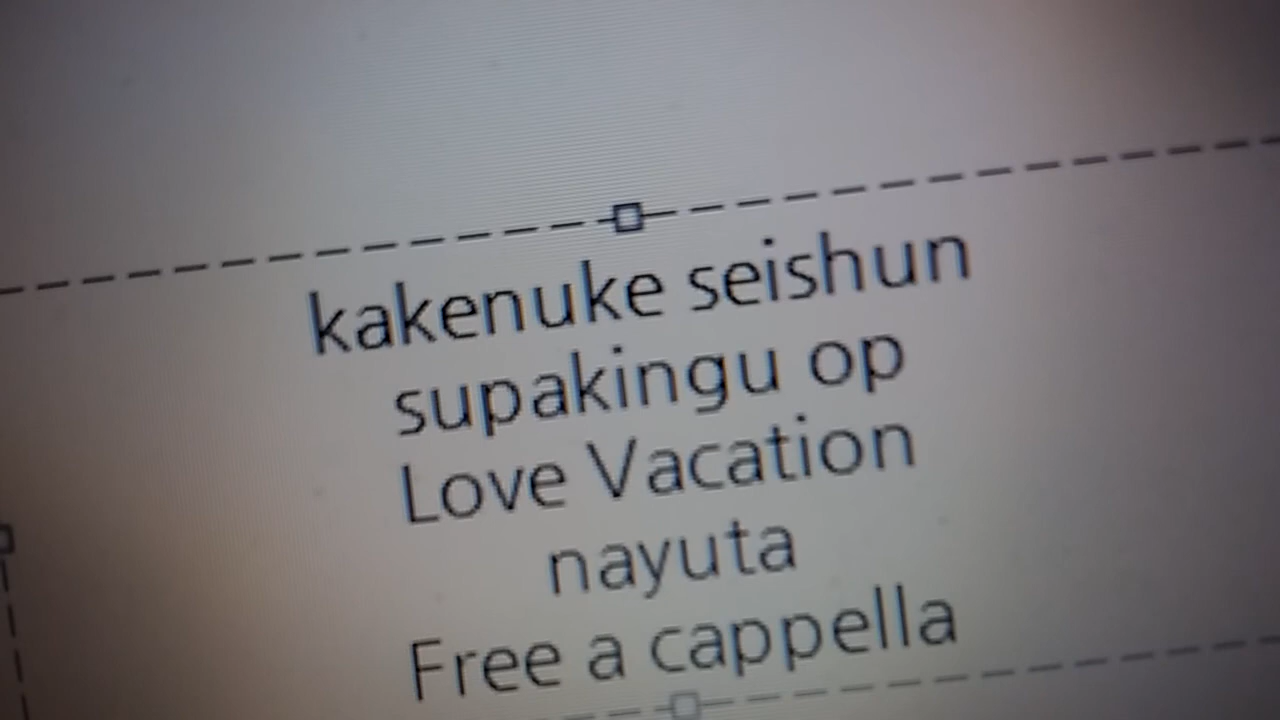 kakenuke seishun
supakingu op
Love Vacation
nayuta
Free a cappella